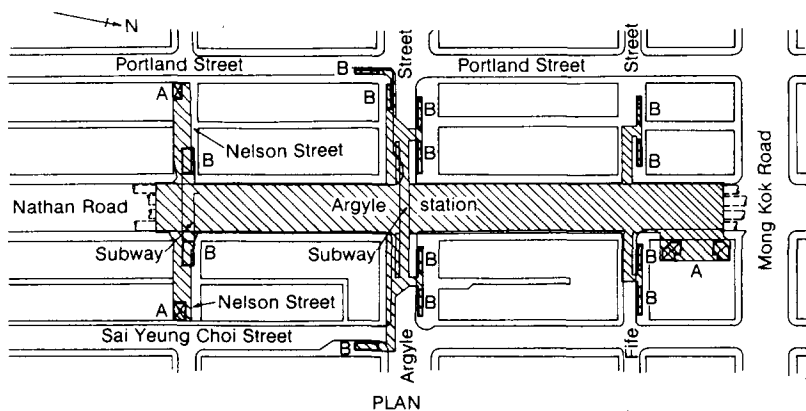 N
Portland Street
B
Street
Portland Street
Street
A
B
B
B
Nelson Street
B
B
B
Mong Kok Road
Nathan Road
Argyle station
Subway
B
Subway
B
B
A
A
Nelson Street
B
B
Sai Yeung Choi Street
B
Argyle
Fife
PLAN